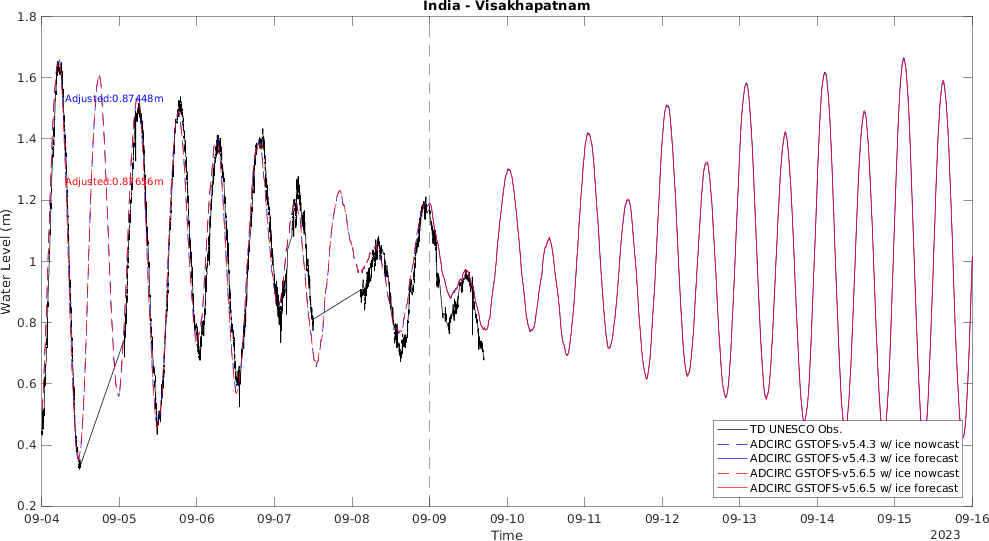 India - Visakhapatnam
1.8
1.6
1.4
1.2
1
0.8
0.6
0.4
0.2
Water Level (m)
Adjusted:0.87448m
Adjusted:0.87656m
TD UNESCO Obs.
ADCIRC GSTOFS-v5.4.3 w/ ice nowcast
ADCIRC GSTOFS-v5.4.3 w/ ice forecast
ADCIRC GSTOFS-v5.6.5 w/ ice nowcast
ADCIRC GSTOFS-v5.6.5 w/ ice forecast
09-04 09-05 09-06 09-07 09-08 09-09 09-10 09-11 09-12 09-13 09-14 09-15 09-16
Time
2023